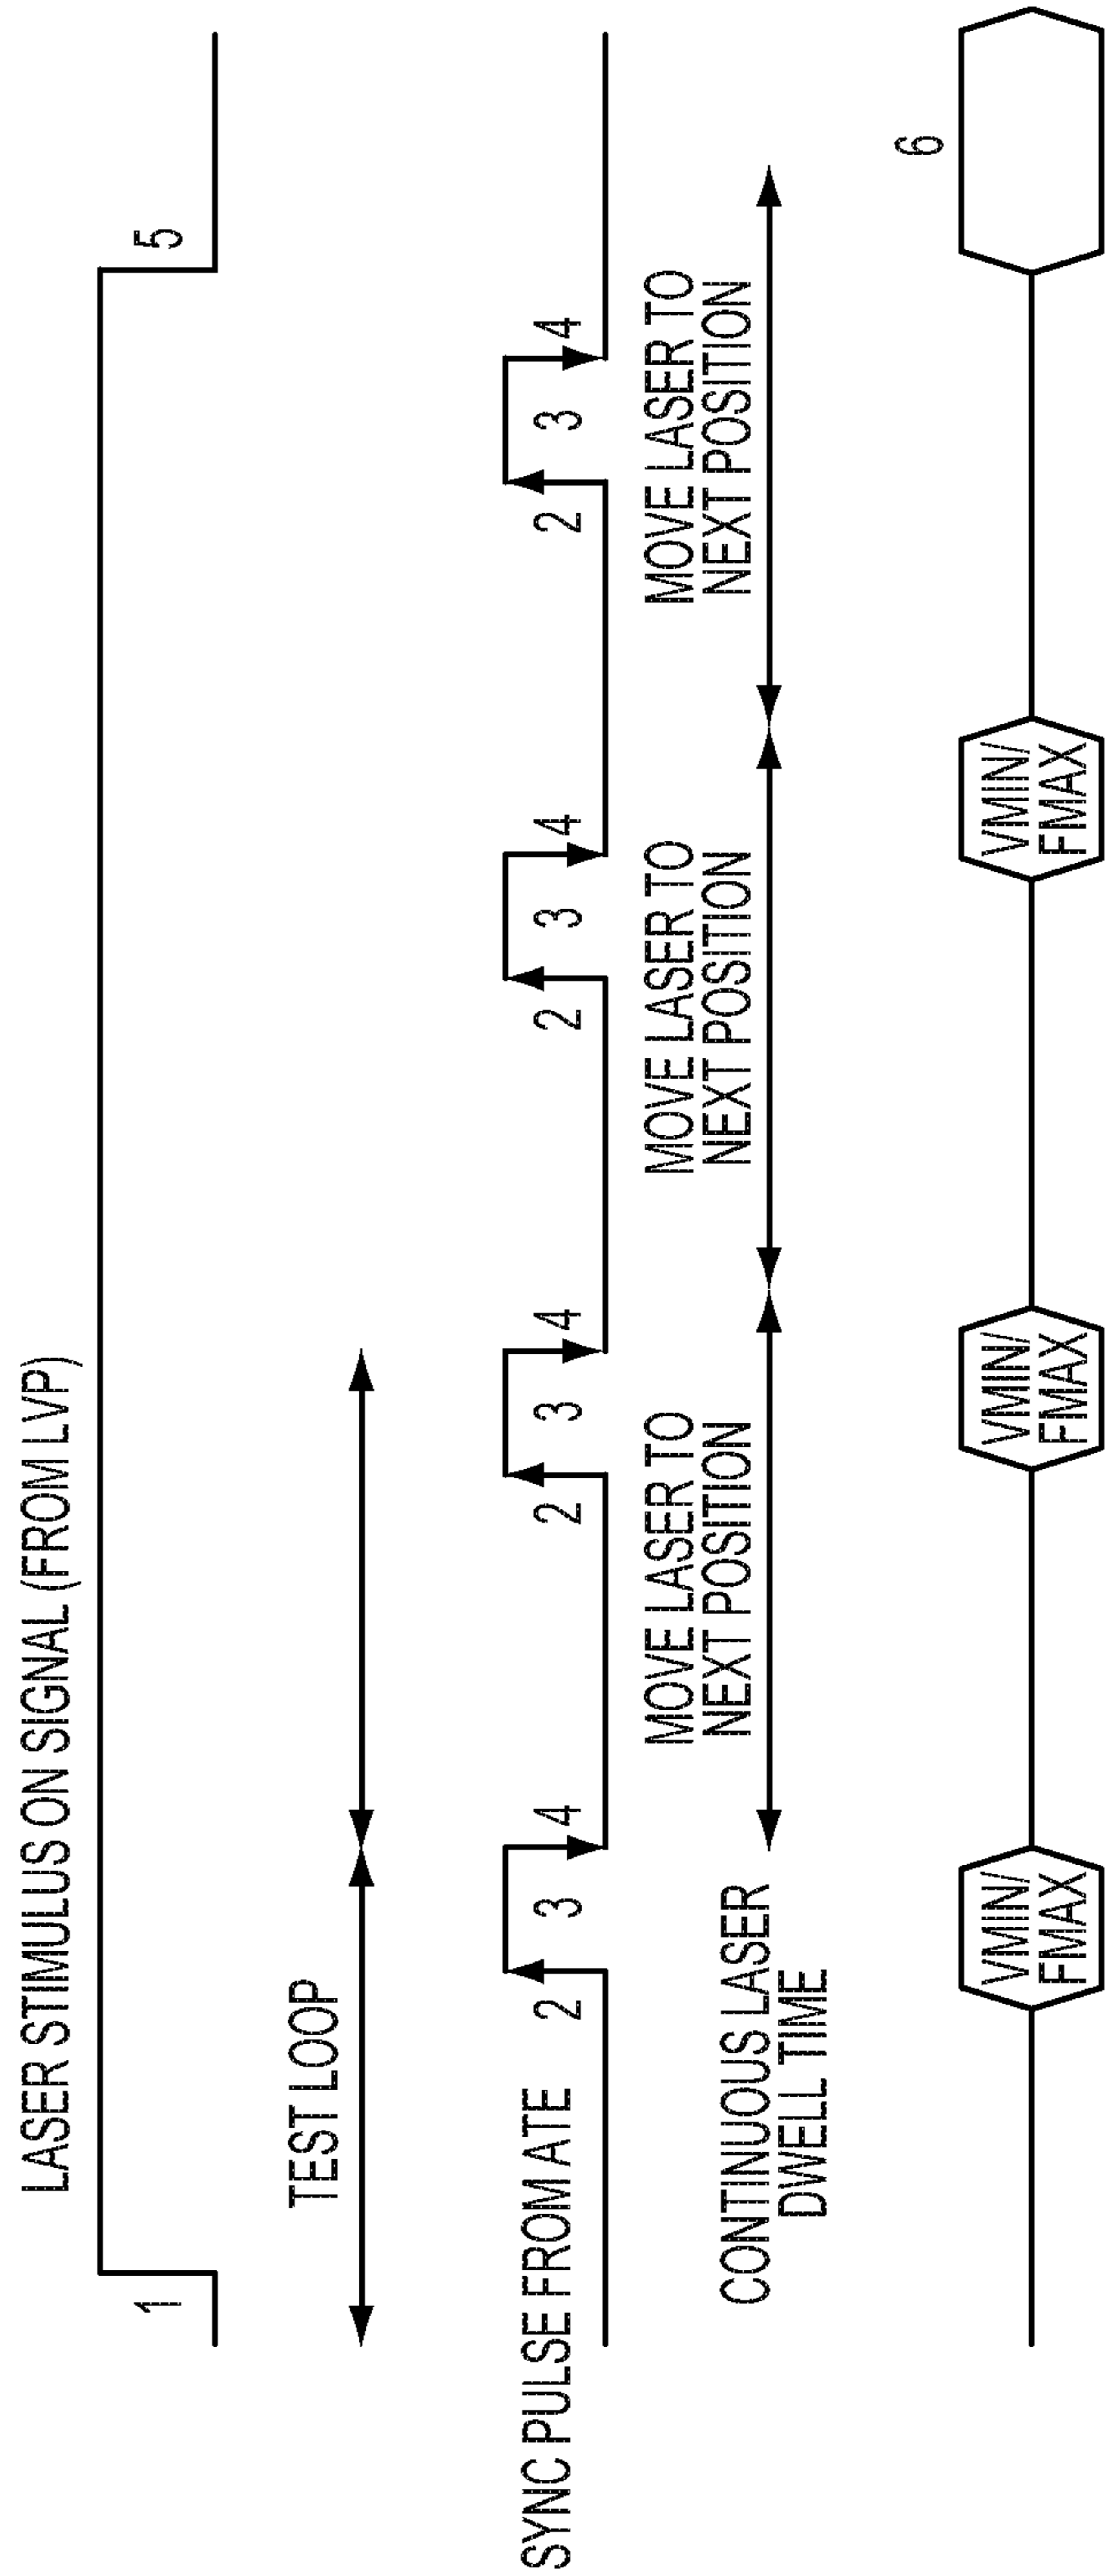 LASER STIMULUS ON SIGNAL (FROM LVP)
1
5
TEST LOOP
SYNC PULSE FROM ATE
2 3 4
2 3 4
2 3 4
2 3 4
CONTINUOUS LASER
DWELL TIME
MOVE LASER TO
NEXT POSITION
MOVE LASER TO
NEXT POSITION
MOVE LASER TO
NEXT POSITION
VMIN/
FMAX
VMIN/
FMAX
VMIN/
FMAX
6